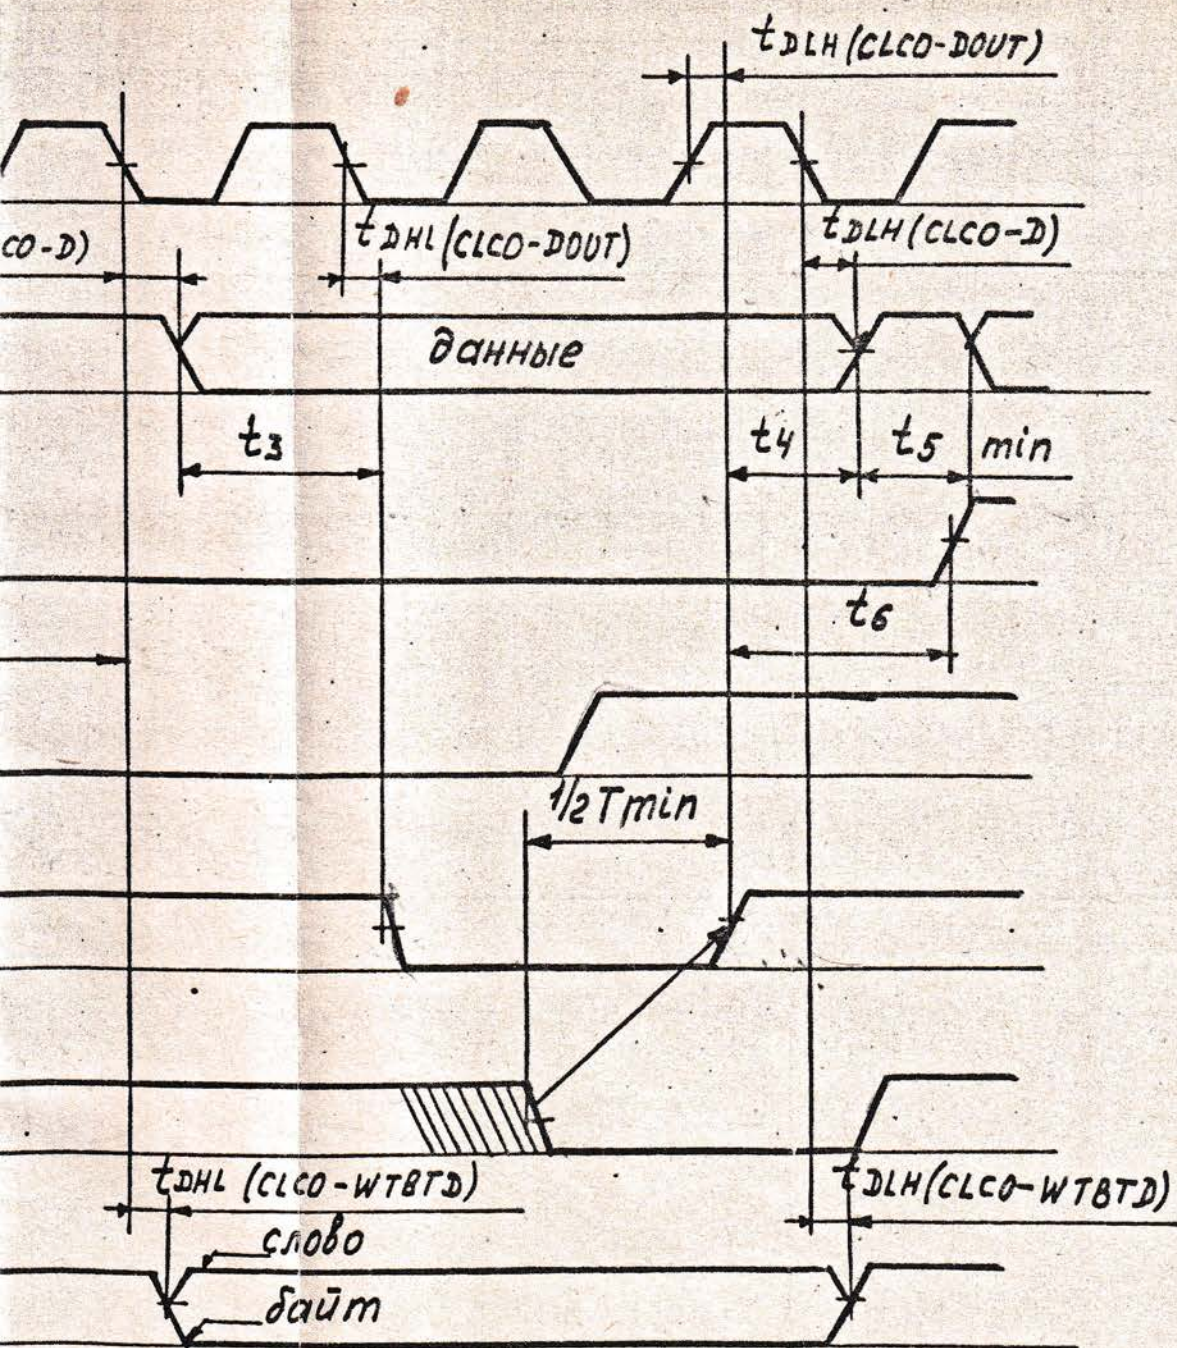 tDLH (CLCO-DOUT)
CO-D)
tDHL (CLCO-DOUT)
tDLH (CLCO-D)
данные
t3
t4
t5
min
t6
1/2 Tmin
tDHL (CLCO-WTBTD)
tDLH (CLCO-WTBTD)
слово
байт